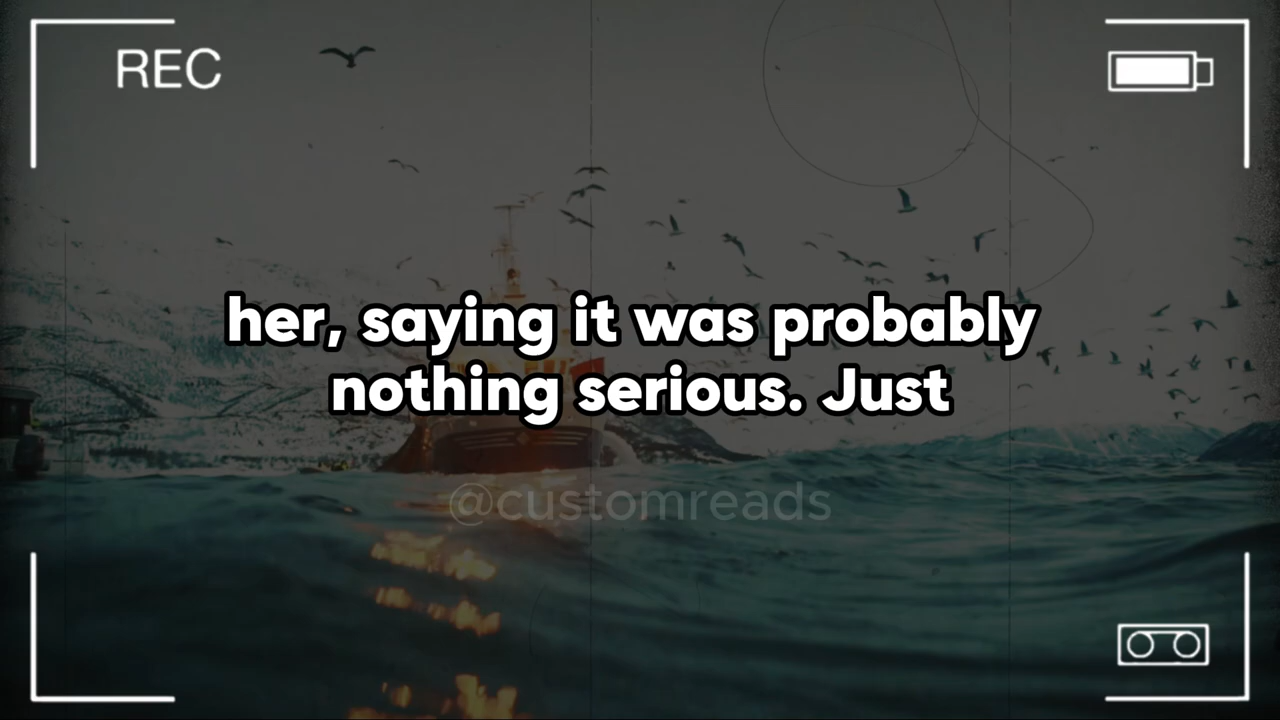 REC
her, saying it was probably
nothing serious. Just
@customreads